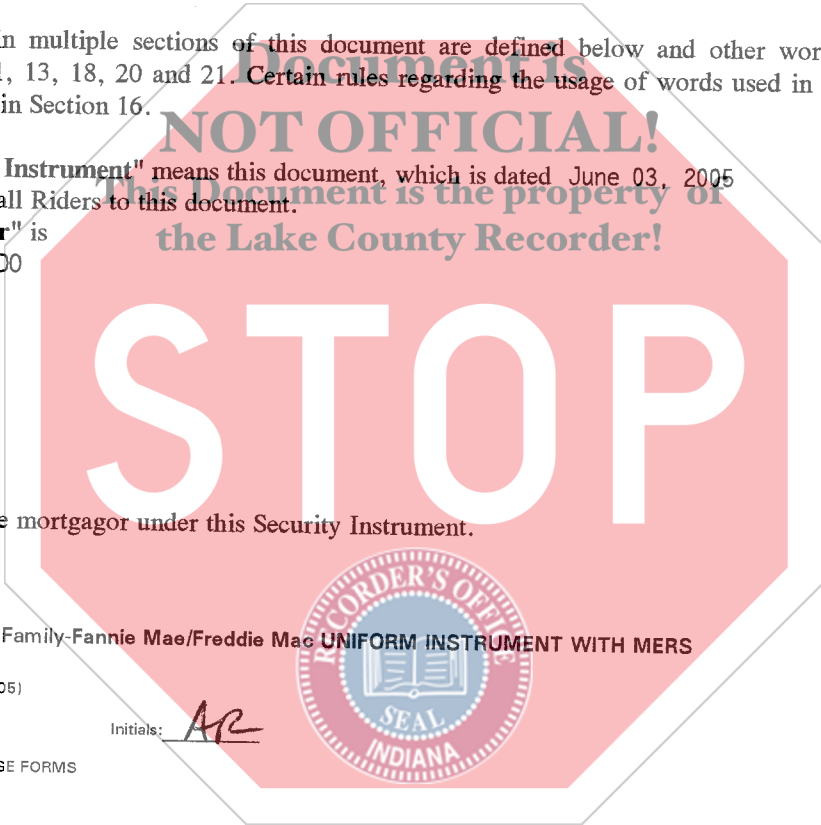 in multiple sections of this document are defined below and other wor
1, 13, 18, 20 and 21. Certain rules regarding the usage of words used in
in Section 16.
Document is
NOT OFFICIAL!
This Document is the property of
the Lake County Recorder!
Instrument" means this document, which is dated June 03, 2005
all Riders to this document.
r" is
DO
STOP
e mortgagor under this Security Instrument.
RECORDER'S OFFICE
SEAL
INDIANA
Family-Fannie Mae/Freddie Mac UNIFORM INSTRUMENT WITH MERS
05)
Initials: AR
GE FORMS